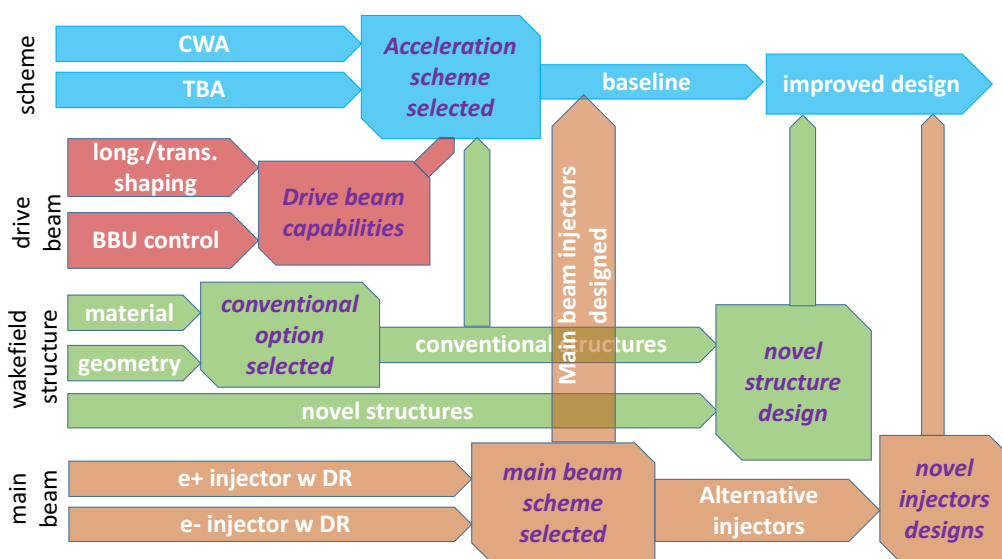 scheme
CWA
TBA
Acceleration
scheme
selected
baseline
improved design
drive
beam
long./trans.
shaping
BBU control
Drive beam
capabilities
wakefield
structure
material
geometry
conventional
option
selected
conventional structures
novel structures
Main beam injectors
designed
novel
structure
design
main
beam
e+ injector w DR
e- injector w DR
main beam
scheme
selected
Alternative
injectors
novel
injectors
designs